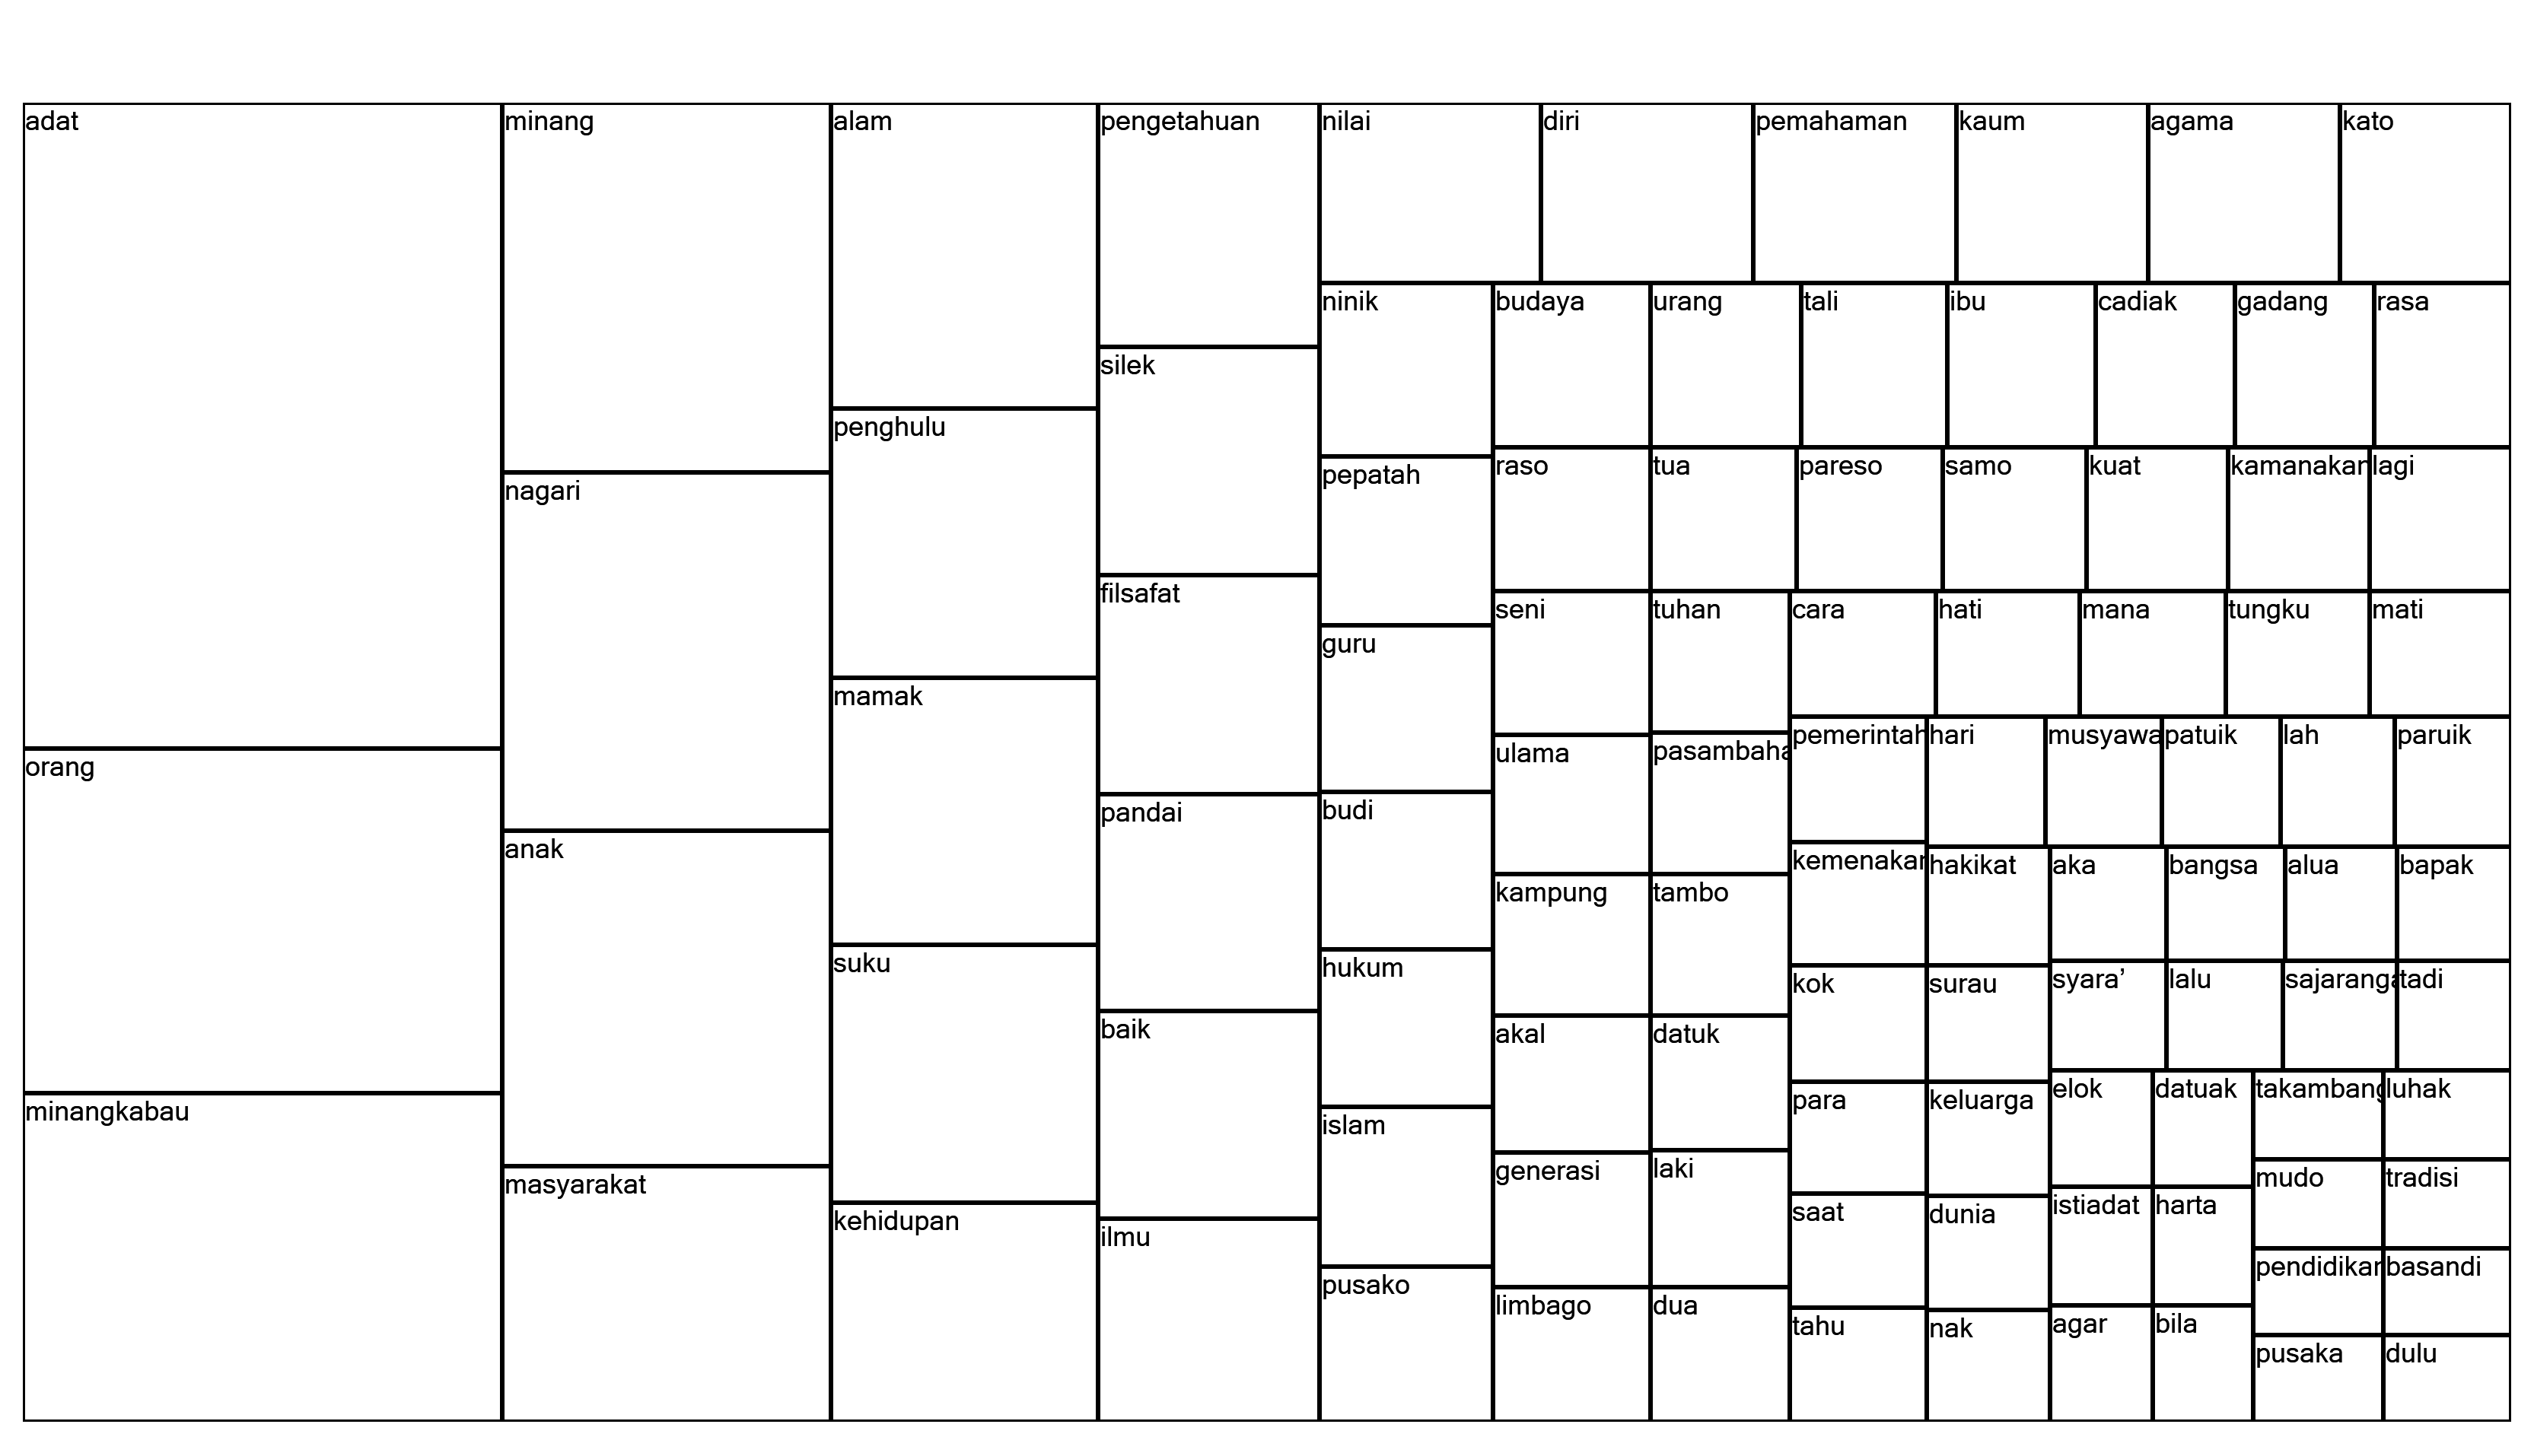 adat
orang
minangkabau
minang
nagari
anak
masyarakat
alam
penghulu
mamak
suku
kehidupan
pengetahuan
silek
filsafat
pandai
baik
ilmu
nilai
diri
pemahaman
kaum
agama
kato
ninik
pepatah
guru
budi
hukum
islam
pusako
budaya
urang
tali
ibu
cadiak
gadang
rasa
raso
tua
pareso
samo
kuat
kamanakan
lagi
seni
ulama
kampung
akal
generasi
limbago
tuhan
pasambaha
tambo
datuk
laki
dua
cara
hati
mana
tungku
mati
pemerintah
kemenakan
kok
para
saat
tahu
hari
musyawa
patuik
lah
paruik
hakikat
surau
keluarga
dunia
nak
aka
bangsa
alua
bapak
syara’
lalu
sajaranga
tadi
elok
istiadat
agar
datuak
harta
bila
takambang
luhak
mudo
tradisi
pendidikan
basandi
pusaka
dulu